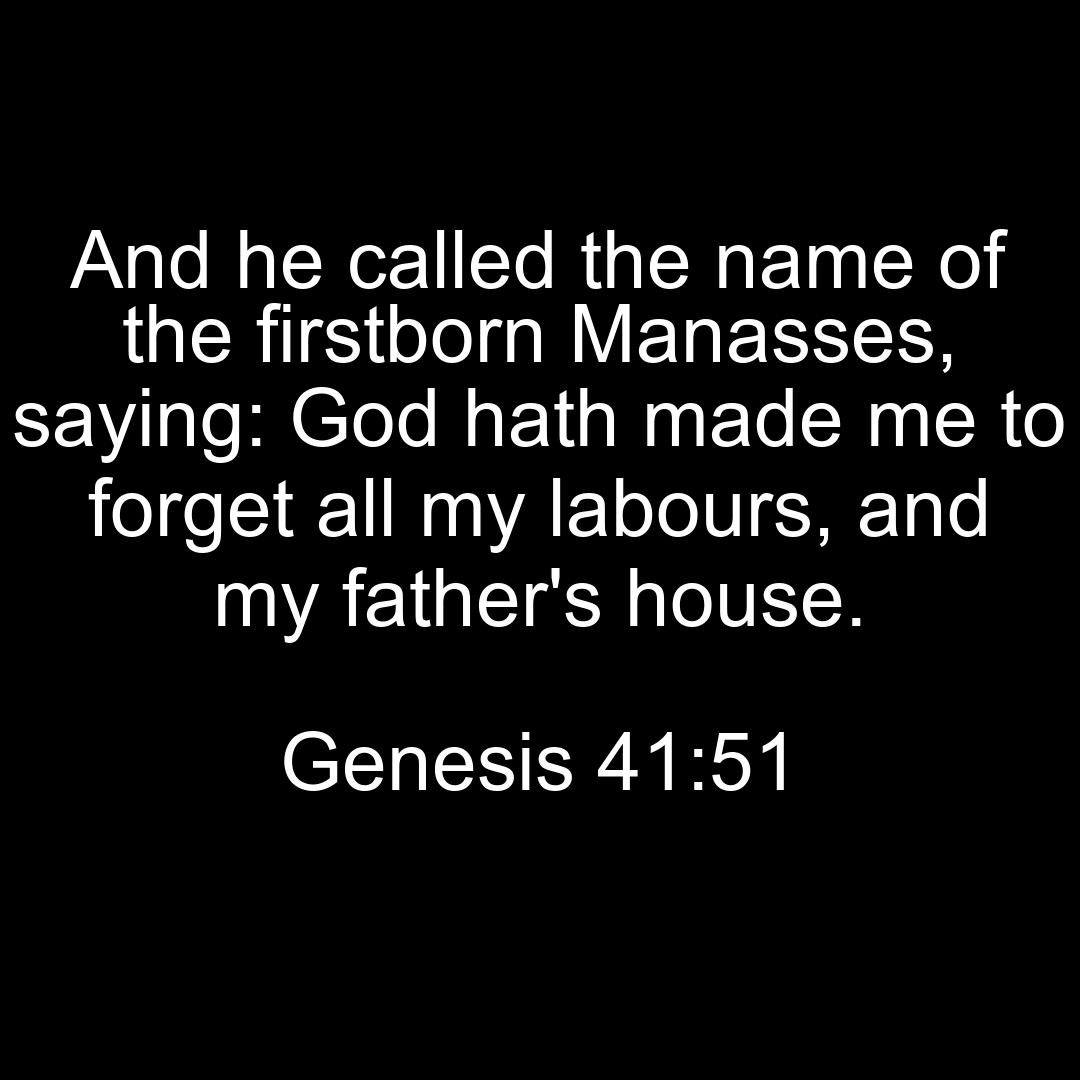 And he called the name of
the firstborn Manasses,
saying: God hath made me to
forget all my labours, and
my father's house.
Genesis 41:51